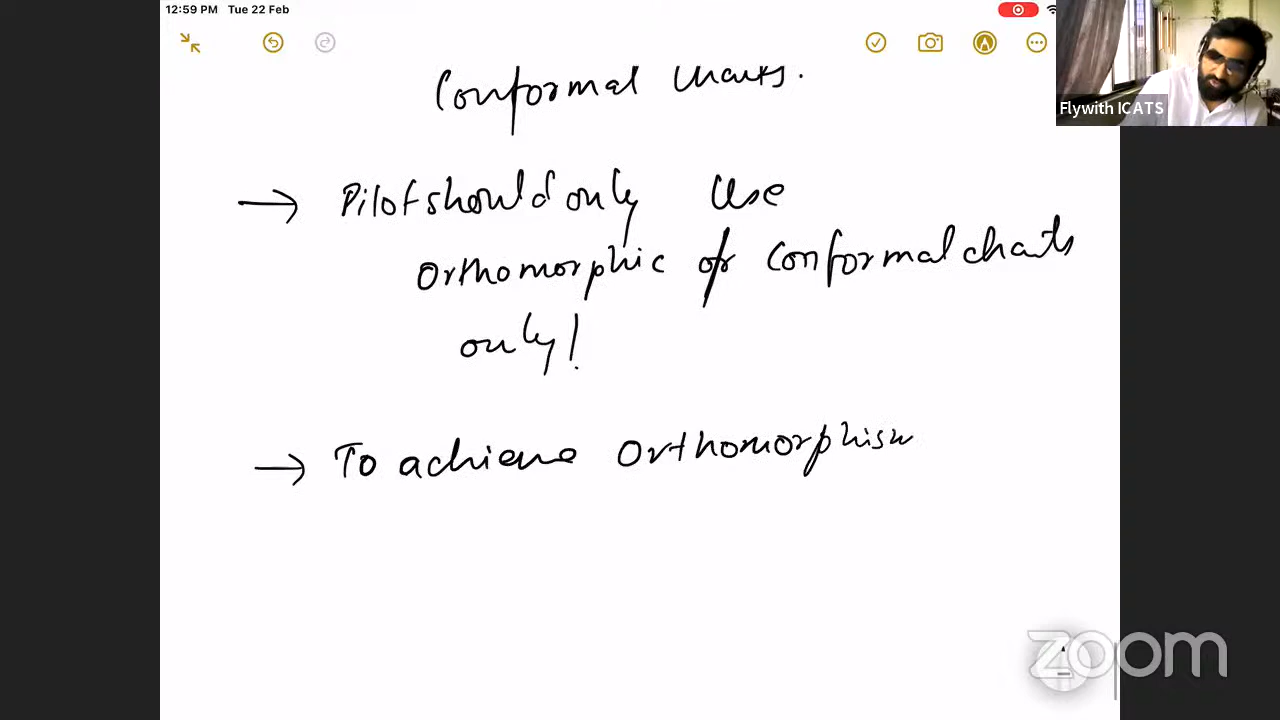 12:59 PM Tue 22 Feb
Flywith ICATS
Conformal charts.
→ Pilot should only use
Orthomorphic or conformal charts
only!
→ To achieve Orthomorphism
zoom